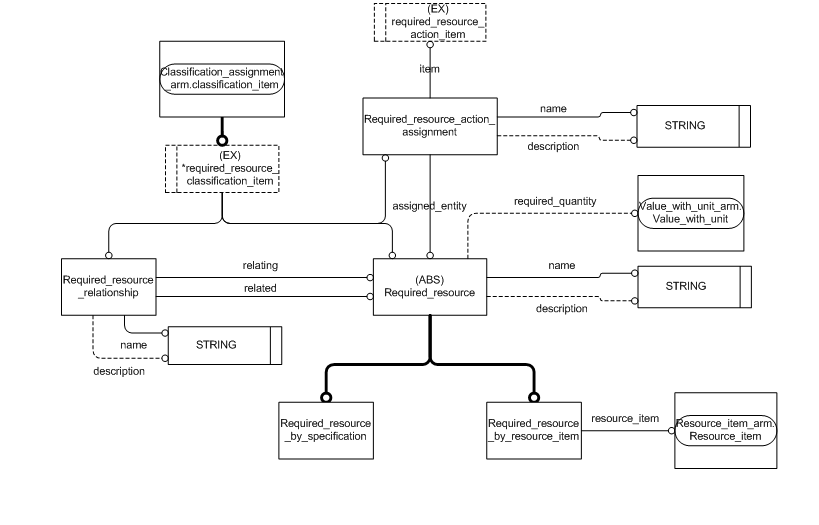 (EX)
required_resource_
action_item
item
Classification_assignment
_arm.classification_item
Required_resource_action_
assignment
name
STRING
description
(EX)
*required_resource_
classification_item
assigned_entity
required_quantity
Value_with_unit_arm.
Value_with_unit
Required_resource
_relationship
relating
related
(ABS)
Required_resource
name
STRING
description
name
STRING
description
Required_resource
_by_specification
Required_resource
_by_resource_item
resource_item
Resource_item_arm.
Resource_item